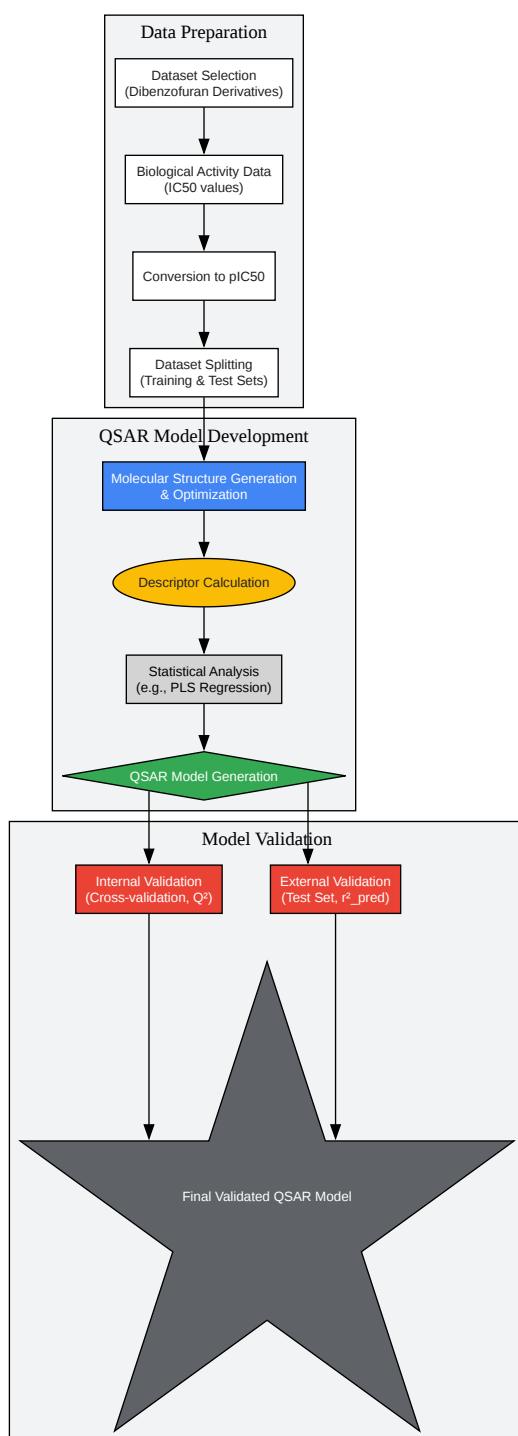 Data Preparation
Dataset Selection
(Dibenzofuran Derivatives)
Biological Activity Data
(IC50 values)
Conversion to pIC50
Dataset Splitting
(Training & Test Sets)
QSAR Model Development
Molecular Structure Generation
& Optimization
Descriptor Calculation
Statistical Analysis
(e.g., PLS Regression)
QSAR Model Generation
Model Validation
Internal Validation
(Cross-validation, Q²)
External Validation
(Test Set, r²_pred)
Final Validated QSAR Model